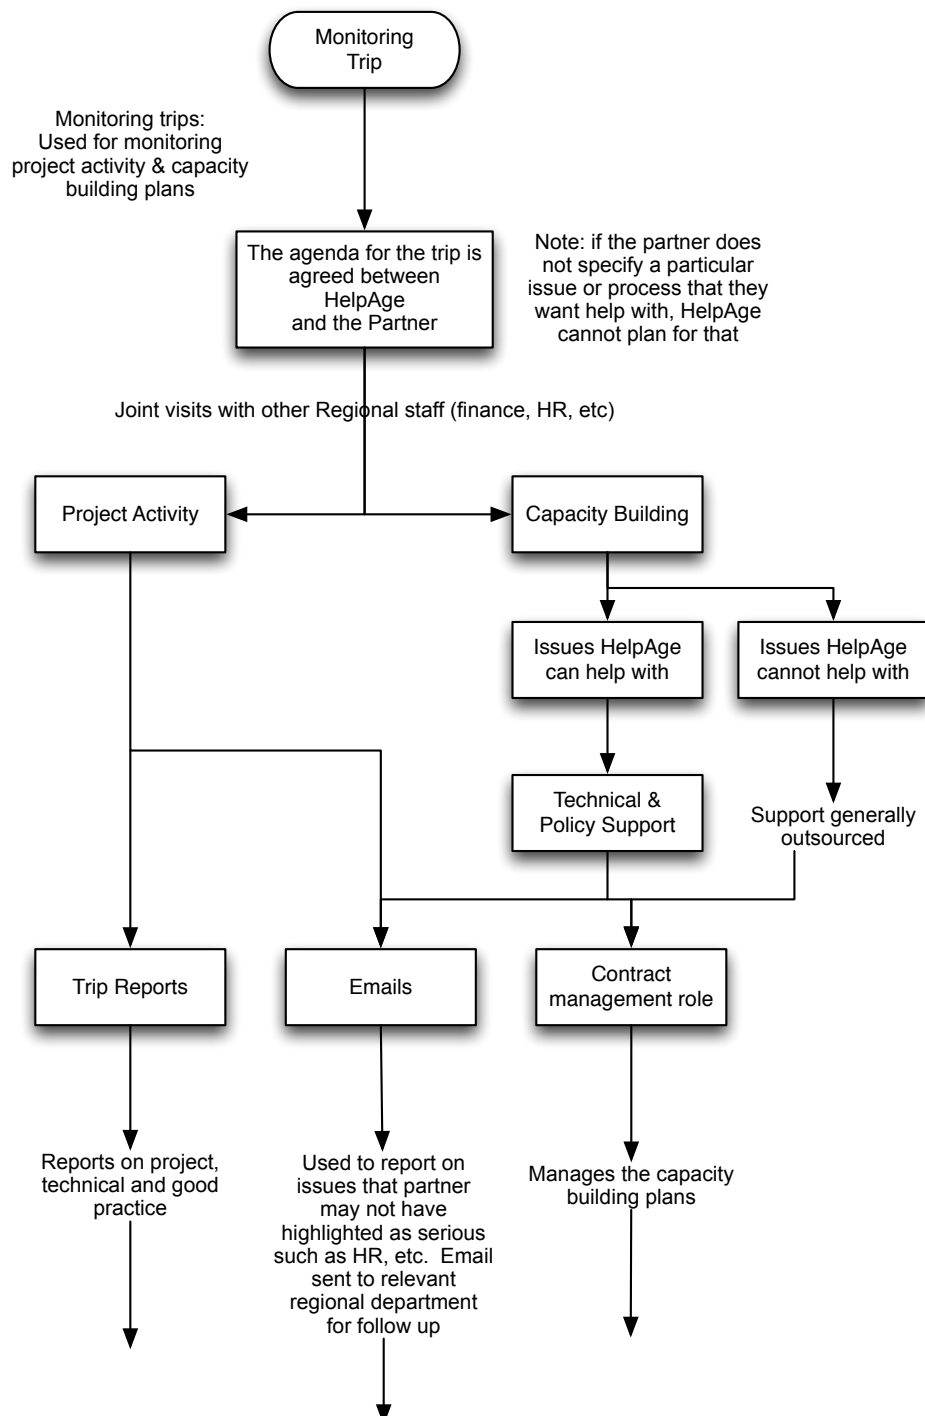 Monitoring
Trip
Monitoring trips:
Used for monitoring
project activity & capacity
building plans
The agenda for the trip is
agreed between
HelpAge
and the Partner
Note: if the partner does
not specify a particular
issue or process that they
want help with, HelpAge
cannot plan for that
Joint visits with other Regional staff (finance, HR, etc)
Project Activity
Capacity Building
Issues HelpAge
can help with
Issues HelpAge
cannot help with
Technical &
Policy Support
Support generally
outsourced
Trip Reports
Emails
Contract
management role
Reports on project,
technical and good
practice
Used to report on
issues that partner
may not have
highlighted as serious
such as HR, etc.  Email
sent to relevant
regional department
for follow up
Manages the capacity
building plans